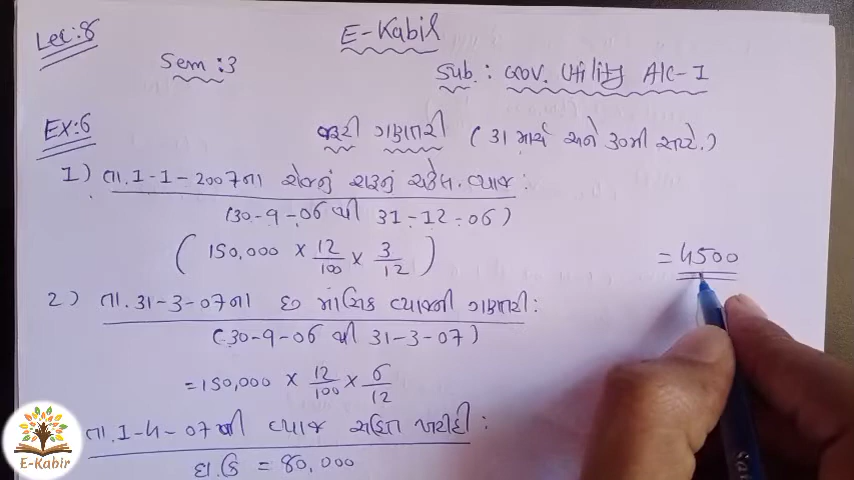 Lec:8
E-Kabir
Sem :3
Sub. : Gov. Utility A/C-I
Ex:6
જરૂરી ગણતરી (31 માર્ચ અને 30મી સપ્ટે.)
1) તા.1-1-2007ના રોજનું શરૂનું ચઢેલ વ્યાજ:
(30-9-06 થી 31-12-06)
(150,000 × 12/100 × 3/12) = 4500
2) તા.31-3-07ના છ માસિક વ્યાજની ગણતરી:
(30-9-06 થી 31-3-07)
=150,000 × 12/100 × 6/12
તા.1-4-07ની વ્યાજ સહિત ખરીદી:
દા.કિ = 80,000
E-Kabir